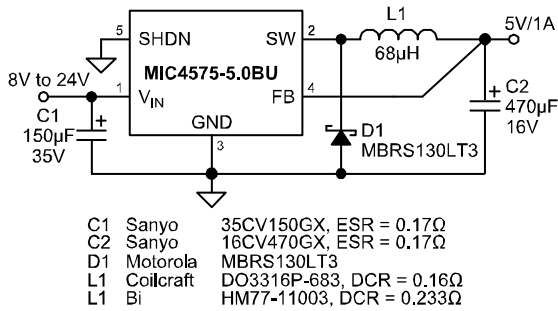 L1
5V/1A
5 SHDN SW 2
68µH
MIC4575-5.0BU
8V to 24V
1 VIN FB 4
C1
150µF
35V
+
GND
3
D1
MBRS130LT3
C2
+
470µF
16V
C1 Sanyo 35CV150GX, ESR = 0.17Ω
C2 Sanyo 16CV470GX, ESR = 0.17Ω
D1 Motorola MBRS130LT3
L1 Coilcraft DO3316P-683, DCR = 0.16Ω
L1 Bi HM77-11003, DCR = 0.233Ω